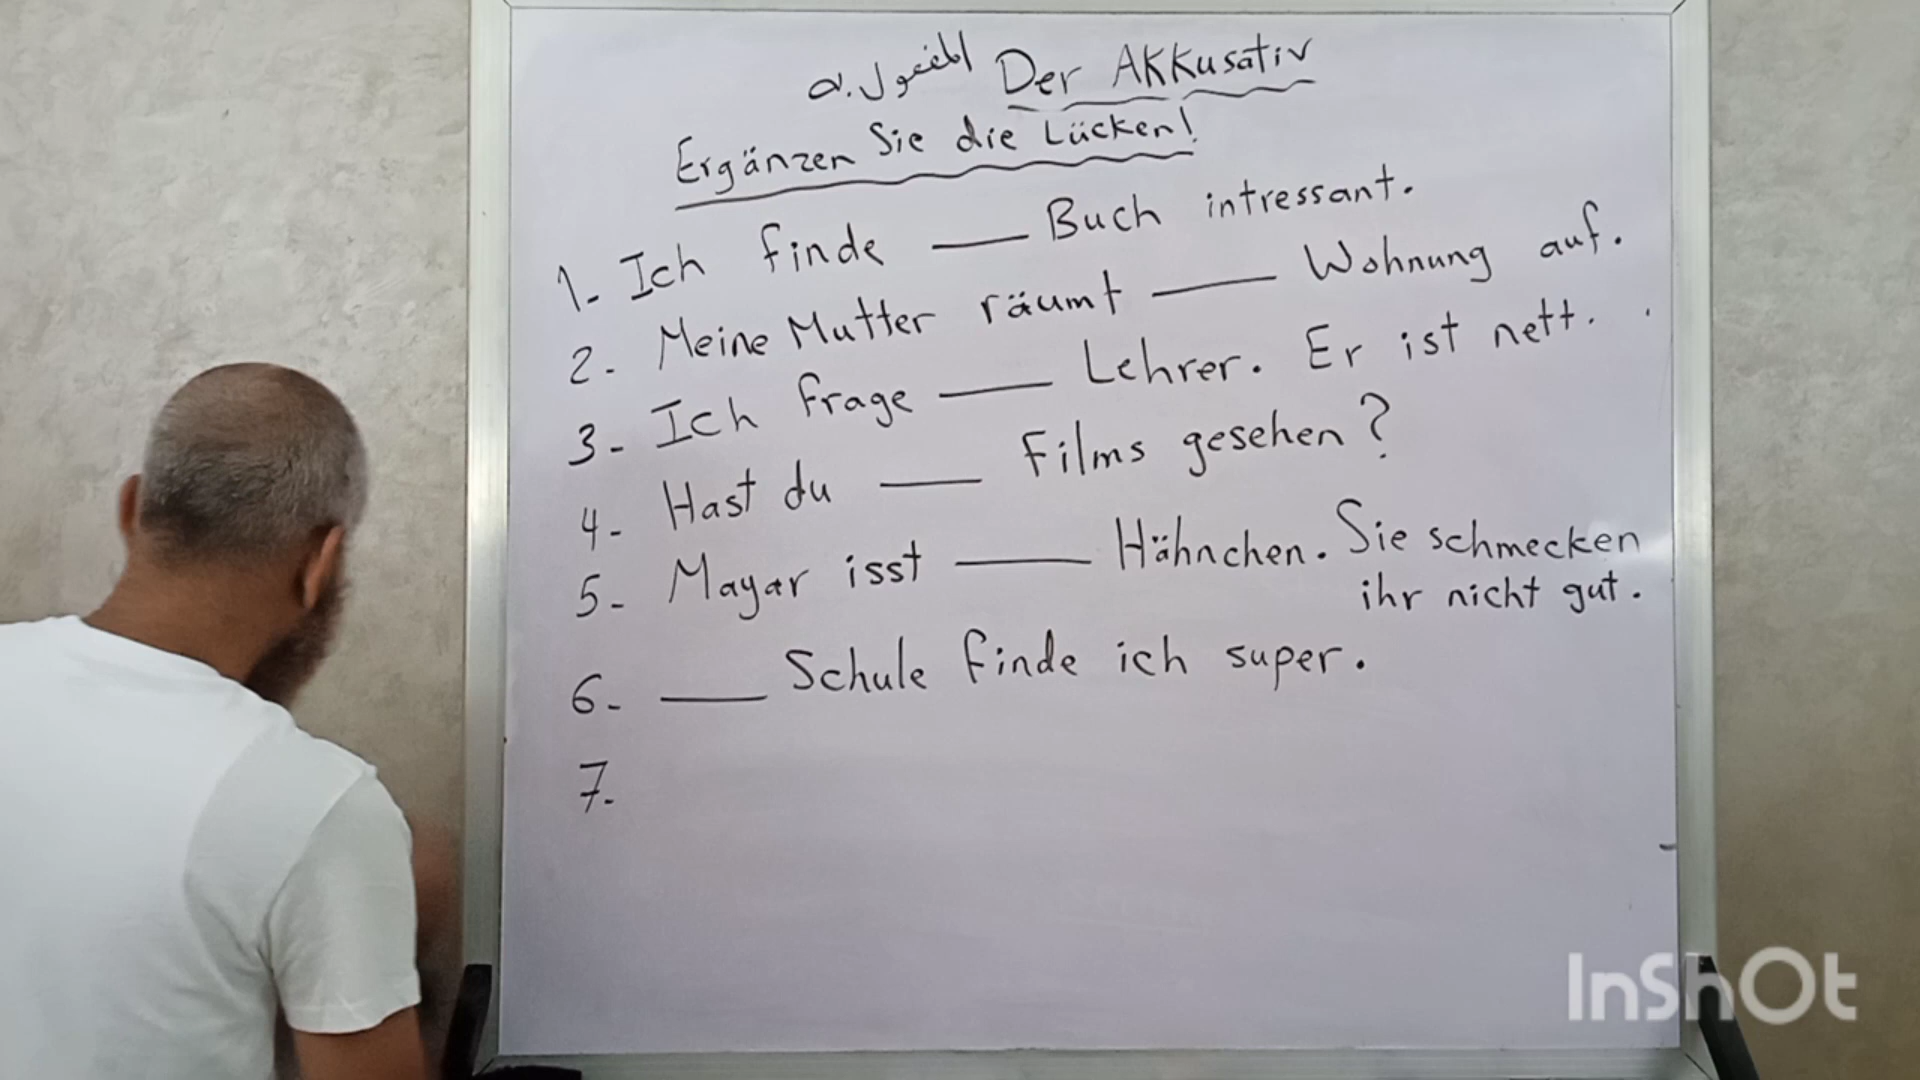 Der Akkusativ المفعول به
Ergänzen Sie die Lücken!
1- Ich finde ___ Buch intressant.
2- Meine Mutter räumt ___ Wohnung auf.
3- Ich frage ___ Lehrer. Er ist nett.
4- Hast du ___ Films gesehen?
5- Mayar isst ___ Hähnchen. Sie schmecken
ihr nicht gut.
6- ___ Schule finde ich super.
7-
InShOt